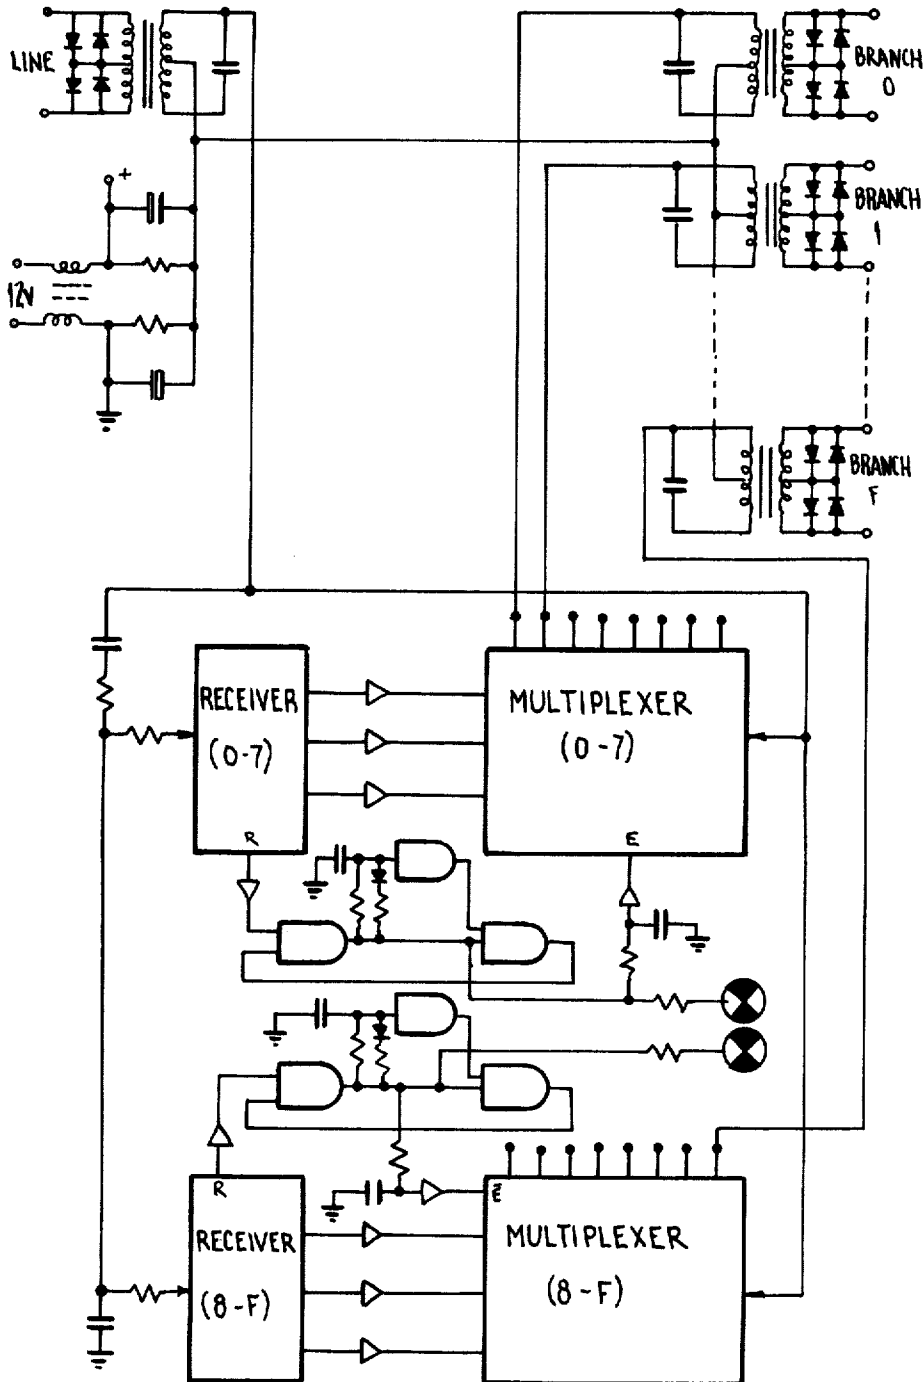 LINE
BRANCH
0
+
BRANCH
1
12V
BRANCH
F
RECEIVER
(0-7)
R
MULTIPLEXER
(0-7)
E
R
RECEIVER
(8-F)
E
MULTIPLEXER
(8-F)